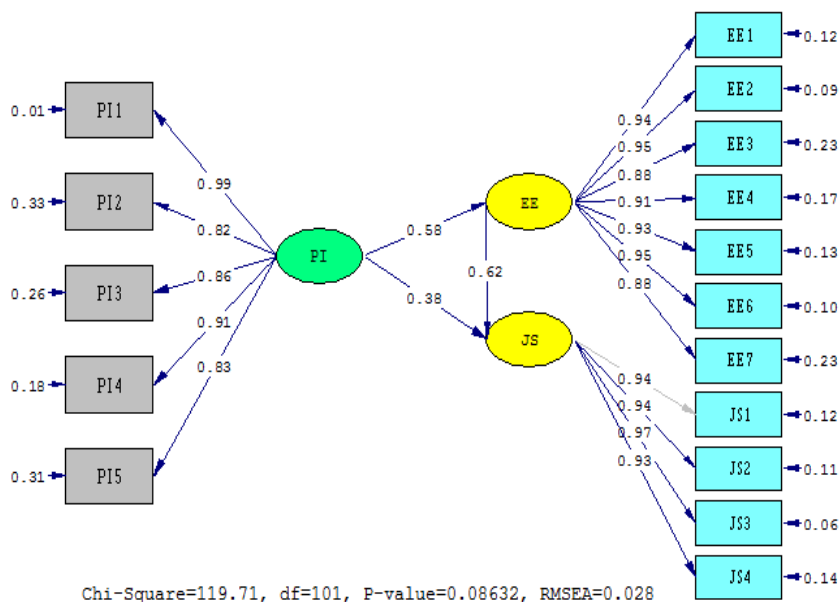 EE1
0.12
EE2
0.09
0.01
PI1
0.94
EE3
0.23
0.95
0.99
0.88
PI2
0.33
0.82
EE
0.91
EE4
0.17
0.58
0.93
EE5
0.13
PI
0.95
0.86
0.62
0.88
PI3
0.26
0.38
EE6
0.10
0.91
JS
EE7
0.23
0.83
0.94
PI4
0.18
0.94
JS1
0.12
0.97
0.93
PI5
0.31
JS2
0.11
JS3
0.06
JS4
0.14
Chi-Square=119.71, df=101, P-value=0.08632, RMSEA=0.028